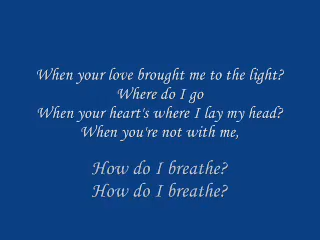 When your love brought me to the light?
Where do I go
When your heart's where I lay my head?
When you're not with me,
How do I breathe?
How do I breathe?